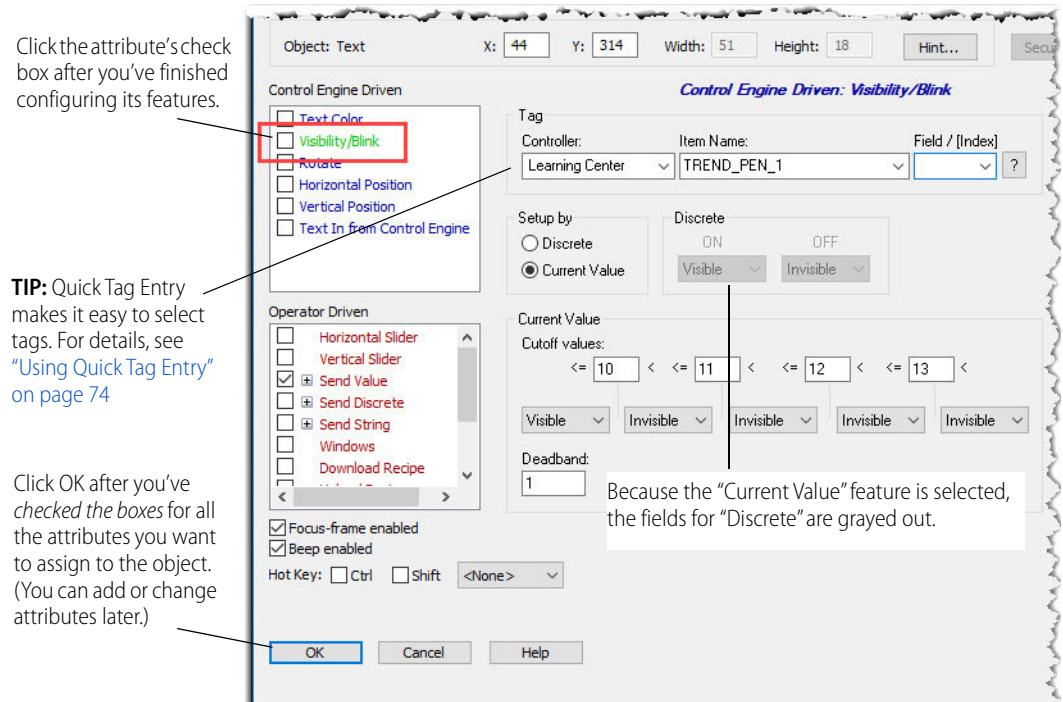 Click the attribute's check
box after you've finished
configuring its features.
TIP: Quick Tag Entry
makes it easy to select
tags. For details, see
"Using Quick Tag Entry"
on page 74
Click OK after you've
checked the boxes for all
the attributes you want
to assign to the object.
(You can add or change
attributes later.)
Object: Text X: 44 Y: 314 Width: 51 Height: 18 Hint...
Control Engine Driven
Text Color
Visibility/Blink
Rotate
Horizontal Position
Vertical Position
Text In from Control Engine
Operator Driven
Horizontal Slider
Vertical Slider
Send Value
Send Discrete
Send String
Windows
Download Recipe
Focus-frame enabled
Beep enabled
Hot Key: Ctrl Shift <None>
OK Cancel Help
Control Engine Driven: Visibility/Blink
Tag
Controller: Item Name: Field / [Index]
Learning Center TREND_PEN_1 ?
Setup by
Discrete
Current Value
Discrete
ON OFF
Visible Invisible
Current Value
Cutoff values:
<= 10 < <= 11 < <= 12 < <= 13 <
Visible Invisible Invisible Invisible Invisible
Deadband:
1
Because the "Current Value" feature is selected,
the fields for "Discrete" are grayed out.